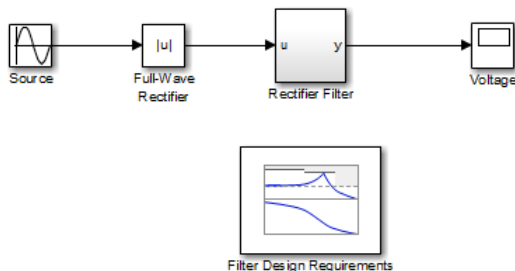 |u|
u
y
Source
Full-Wave
Rectifier
Rectifier Filter
Voltage
Filter Design Requirements